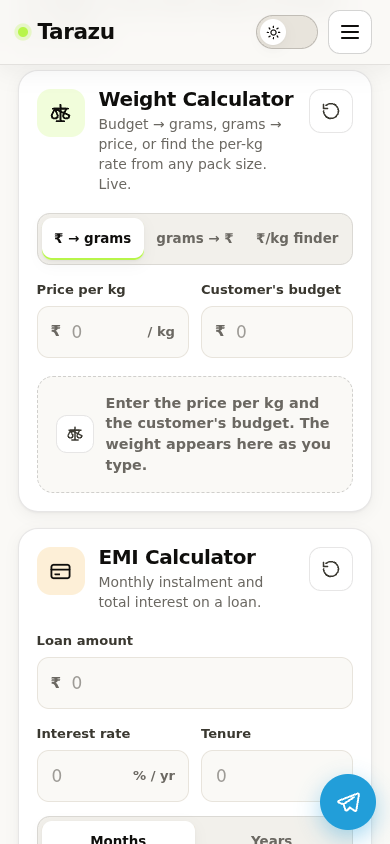 Tarazu
Weight Calculator
Budget → grams, grams →
price, or find the per-kg
rate from any pack size.
Live.
₹ → grams
grams → ₹
₹/kg finder
Price per kg
Customer's budget
₹ 0 / kg
₹ 0
Enter the price per kg and
the customer's budget. The
weight appears here as you
type.
EMI Calculator
Monthly instalment and
total interest on a loan.
Loan amount
₹ 0
Interest rate
Tenure
0 % / yr
0
Months
Years